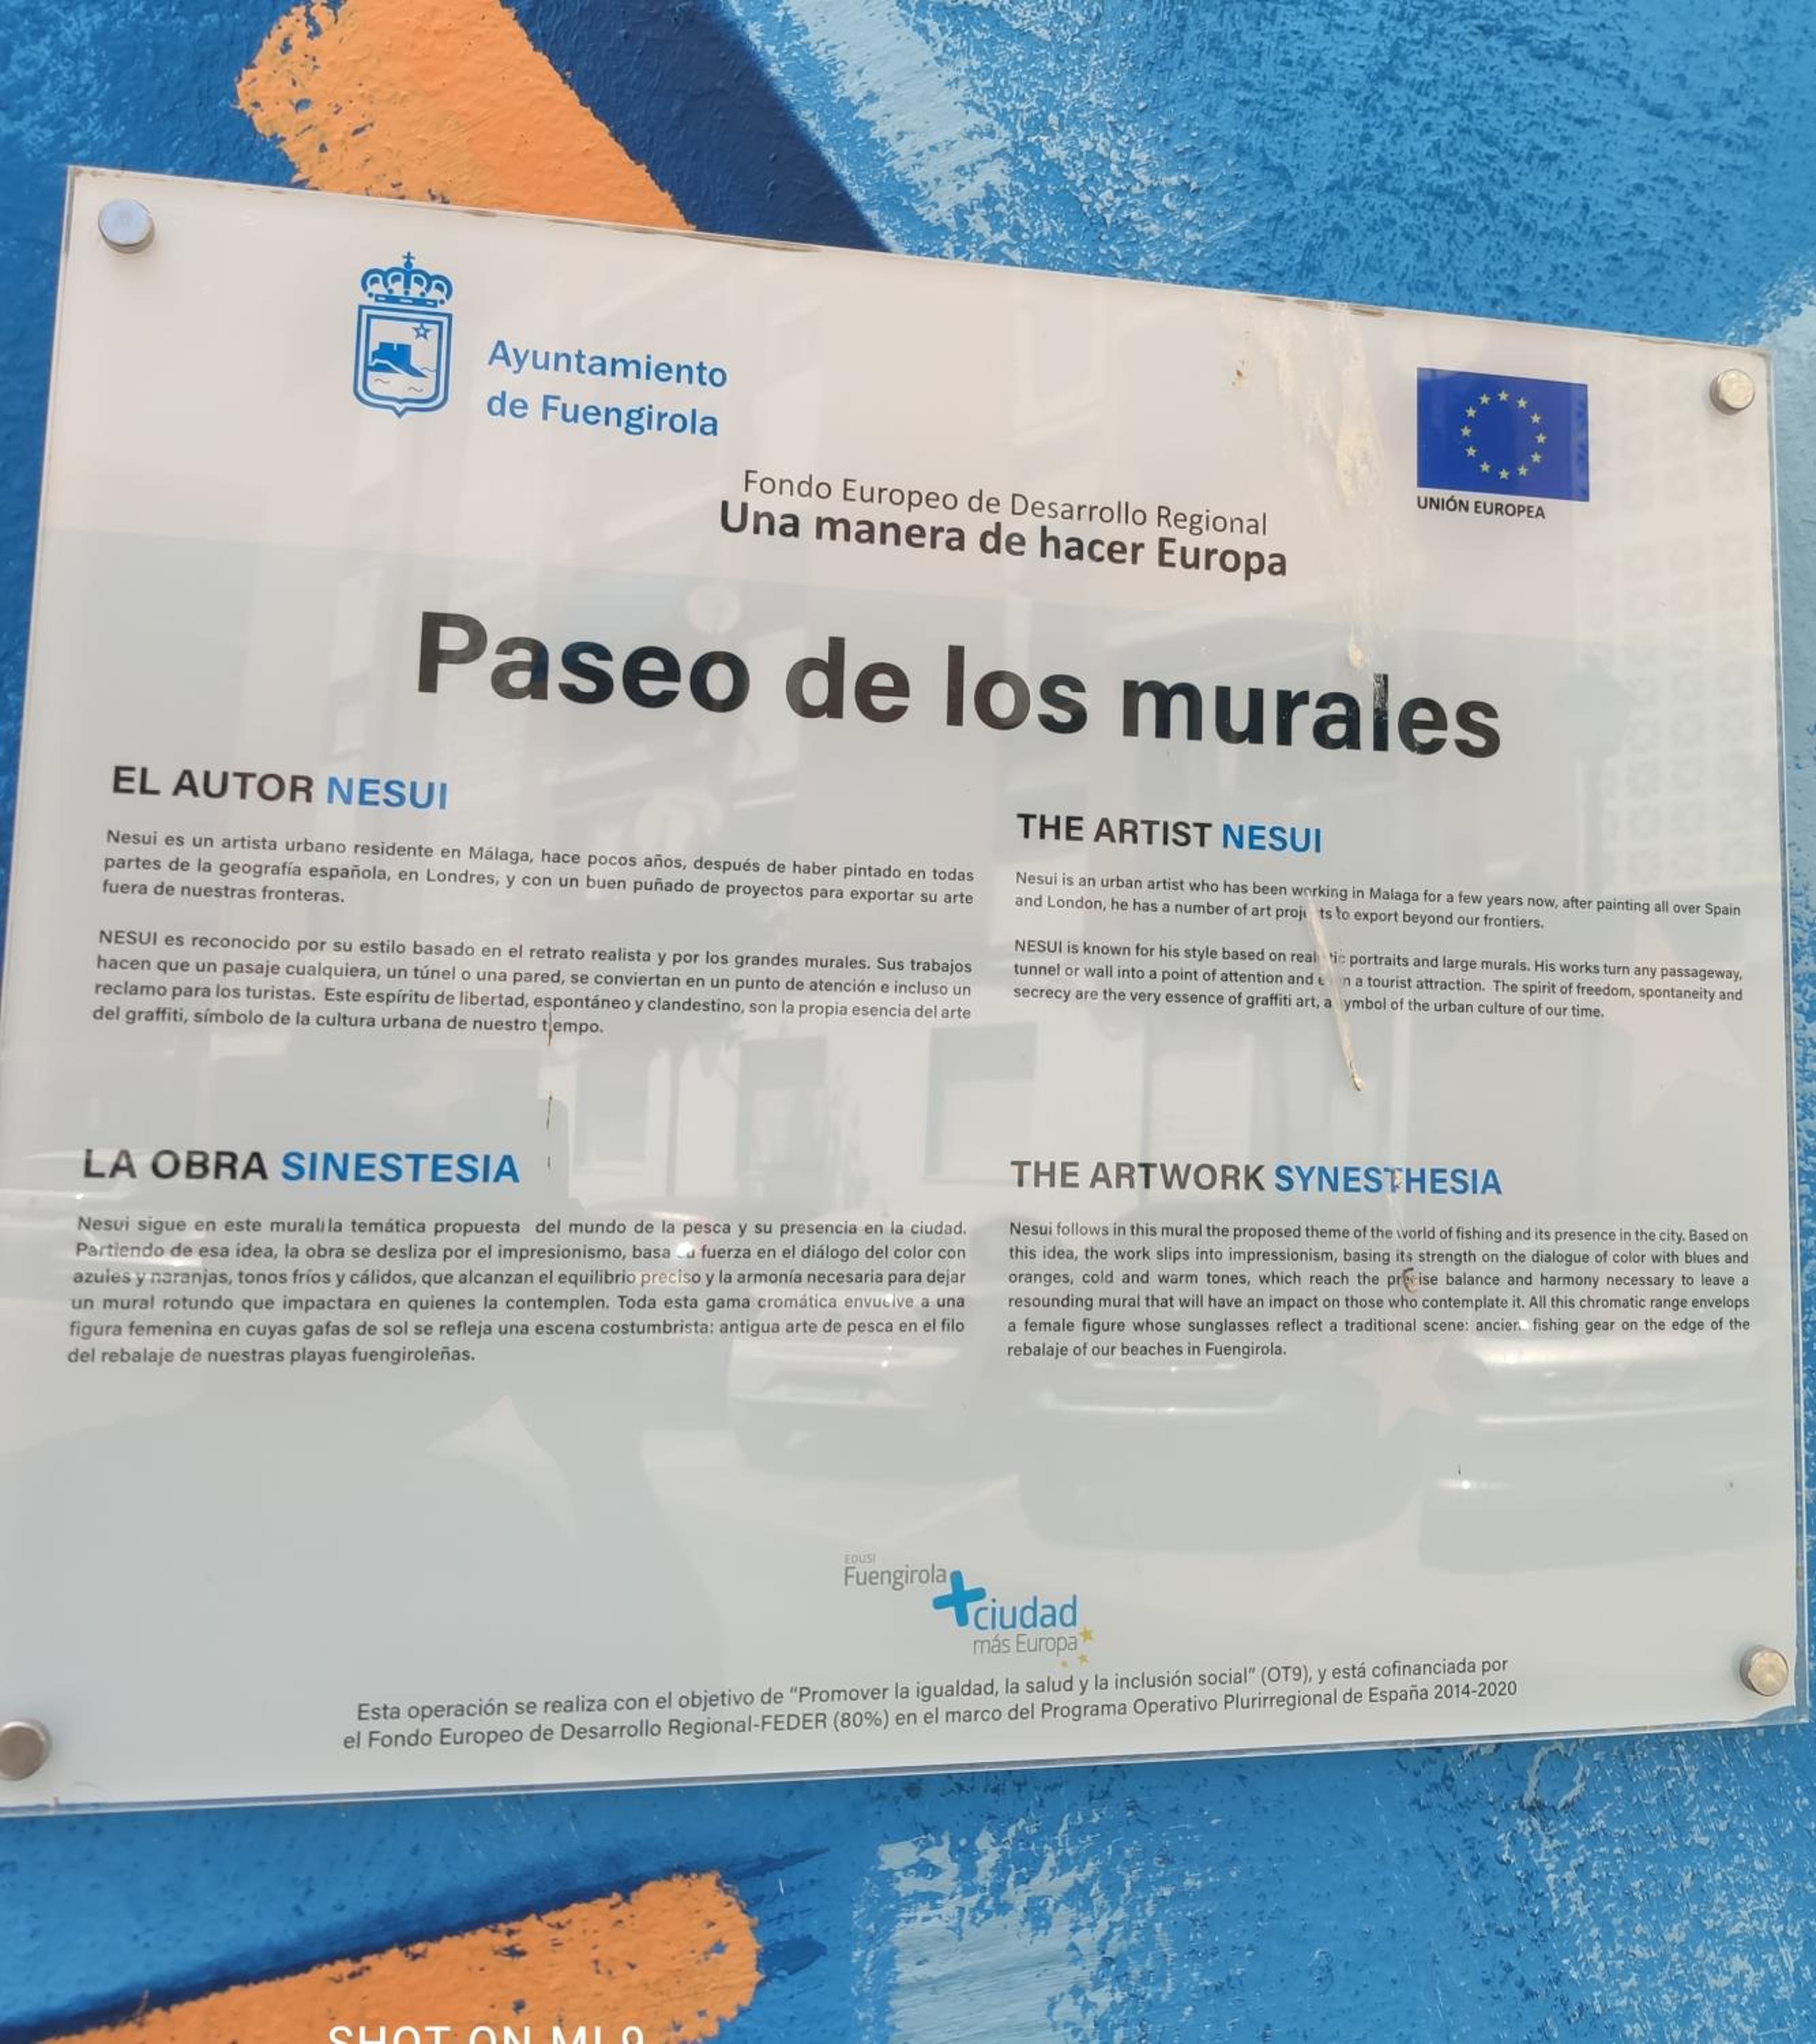 Ayuntamiento
de Fuengirola
UNIÓN EUROPEA
Fondo Europeo de Desarrollo Regional
Una manera de hacer Europa
Paseo de los murales
EL AUTOR NESUI
Nesui es un artista urbano residente en Málaga, hace pocos años, después de haber pintado en todas
partes de la geografía española, en Londres, y con un buen puñado de proyectos para exportar su arte
fuera de nuestras fronteras.
NESUI es reconocido por su estilo basado en el retrato realista y por los grandes murales. Sus trabajos
hacen que un pasaje cualquiera, un túnel o una pared, se conviertan en un punto de atención e incluso un
reclamo para los turistas. Este espíritu de libertad, espontáneo y clandestino, son la propia esencia del arte
del graffiti, símbolo de la cultura urbana de nuestro tiempo.
THE ARTIST NESUI
Nesui is an urban artist who has been working in Malaga for a few years now, after painting all over Spain
and London, he has a number of art projects to export beyond our frontiers.
NESUI is known for his style based on realistic portraits and large murals. His works turn any passageway,
tunnel or wall into a point of attention and even a tourist attraction. The spirit of freedom, spontaneity and
secrecy are the very essence of graffiti art, a symbol of the urban culture of our time.
LA OBRA SINESTESIA
Nesui sigue en este mural la temática propuesta del mundo de la pesca y su presencia en la ciudad.
Partiendo de esa idea, la obra se desliza por el impresionismo, basa su fuerza en el diálogo del color con
azules y naranjas, tonos fríos y cálidos, que alcanzan el equilibrio preciso y la armonía necesaria para dejar
un mural rotundo que impactara en quienes la contemplen. Toda esta gama cromática envuelve a una
figura femenina en cuyas gafas de sol se refleja una escena costumbrista: antigua arte de pesca en el filo
del rebalaje de nuestras playas fuengiroleñas.
THE ARTWORK SYNESTHESIA
Nesui follows in this mural the proposed theme of the world of fishing and its presence in the city. Based on
this idea, the work slips into impressionism, basing its strength on the dialogue of color with blues and
oranges, cold and warm tones, which reach the precise balance and harmony necessary to leave a
resounding mural that will have an impact on those who contemplate it. All this chromatic range envelops
a female figure whose sunglasses reflect a traditional scene: ancient fishing gear on the edge of the
rebalaje of our beaches in Fuengirola.
EDUSI
Fuengirola
+ciudad
más Europa
Esta operación se realiza con el objetivo de "Promover la igualdad, la salud y la inclusión social" (OT9), y está cofinanciada por
el Fondo Europeo de Desarrollo Regional-FEDER (80%) en el marco del Programa Operativo Plurirregional de España 2014-2020
SHOT ON MI 9